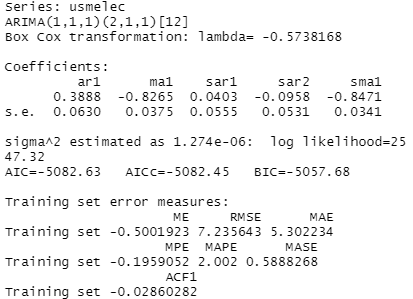 Series: usmelec
ARIMA(1,1,1)(2,1,1)[12]
Box Cox transformation: lambda= -0.5738168
Coefficients:
ar1 ma1 sar1 sar2 sma1
0.3888 -0.8265 0.0403 -0.0958 -0.8471
s.e. 0.0630 0.0375 0.0555 0.0531 0.0341
sigma^2 estimated as 1.274e-06: log likelihood=25
47.32
AIC=-5082.63 AICc=-5082.45 BIC=-5057.68
Training set error measures:
ME RMSE MAE
Training set -0.5001923 7.235643 5.302234
MPE MAPE MASE
Training set -0.1959052 2.002 0.5888268
ACF1
Training set -0.02860282